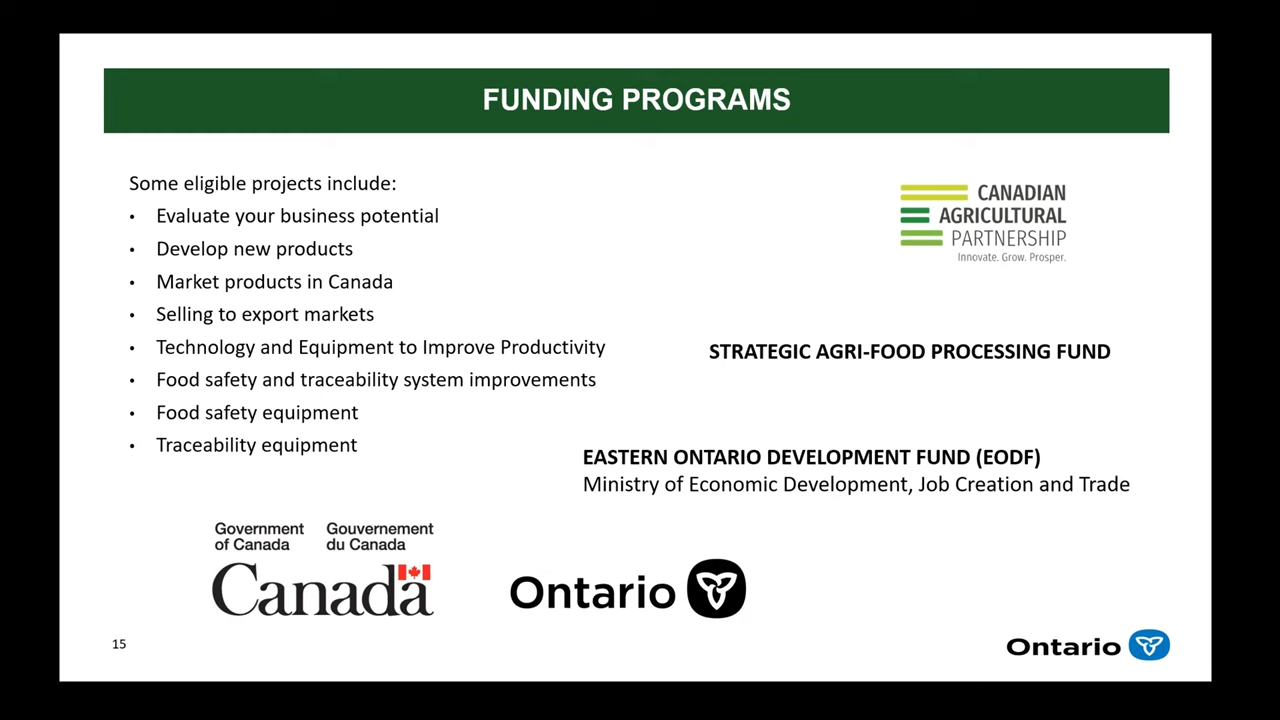 FUNDING PROGRAMS
Some eligible projects include:
• Evaluate your business potential
• Develop new products
• Market products in Canada
• Selling to export markets
• Technology and Equipment to Improve Productivity
• Food safety and traceability system improvements
• Food safety equipment
• Traceability equipment
CANADIAN
AGRICULTURAL
PARTNERSHIP
Innovate. Grow. Prosper.
STRATEGIC AGRI-FOOD PROCESSING FUND
EASTERN ONTARIO DEVELOPMENT FUND (EODF)
Ministry of Economic Development, Job Creation and Trade
Government
of Canada
Gouvernement
du Canada
Canada
Ontario
15
Ontario